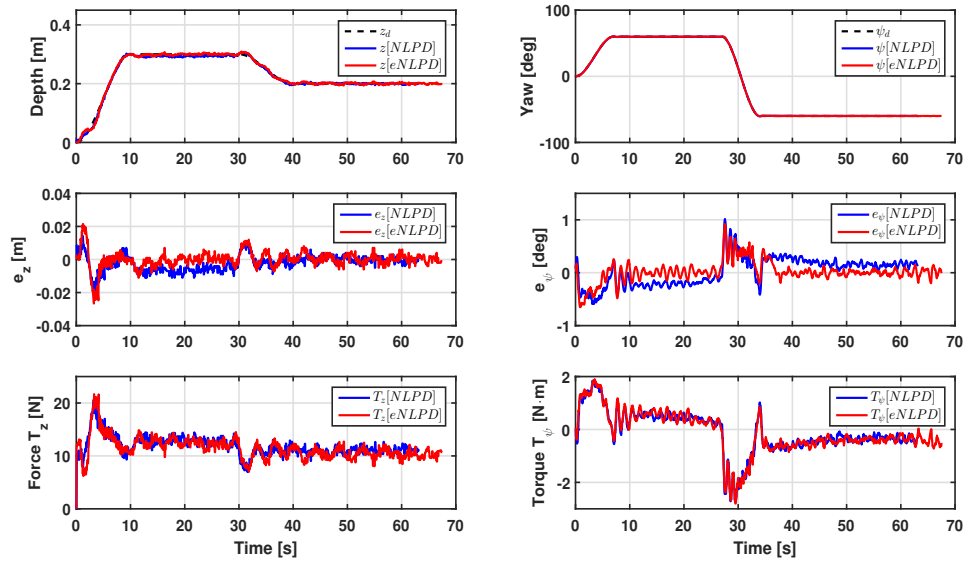 Depth [m]
0.4
0.2
0
z_d
z[NLPD]
z[eNLPD]
0 10 20 30 40 50 60 70
Yaw [deg]
100
0
-100
ψ_d
ψ[NLPD]
ψ[eNLPD]
0 10 20 30 40 50 60 70
e_z [m]
0.04
0.02
0
-0.02
-0.04
e_z[NLPD]
e_z[eNLPD]
0 10 20 30 40 50 60 70
e_ψ [deg]
1
0
-1
e_ψ[NLPD]
e_ψ[eNLPD]
0 10 20 30 40 50 60 70
Force T_z [N]
20
10
0
T_z[NLPD]
T_z[eNLPD]
0 10 20 30 40 50 60 70
Time [s]
Torque T_ψ [N·m]
2
0
-2
T_ψ[NLPD]
T_ψ[eNLPD]
0 10 20 30 40 50 60 70
Time [s]